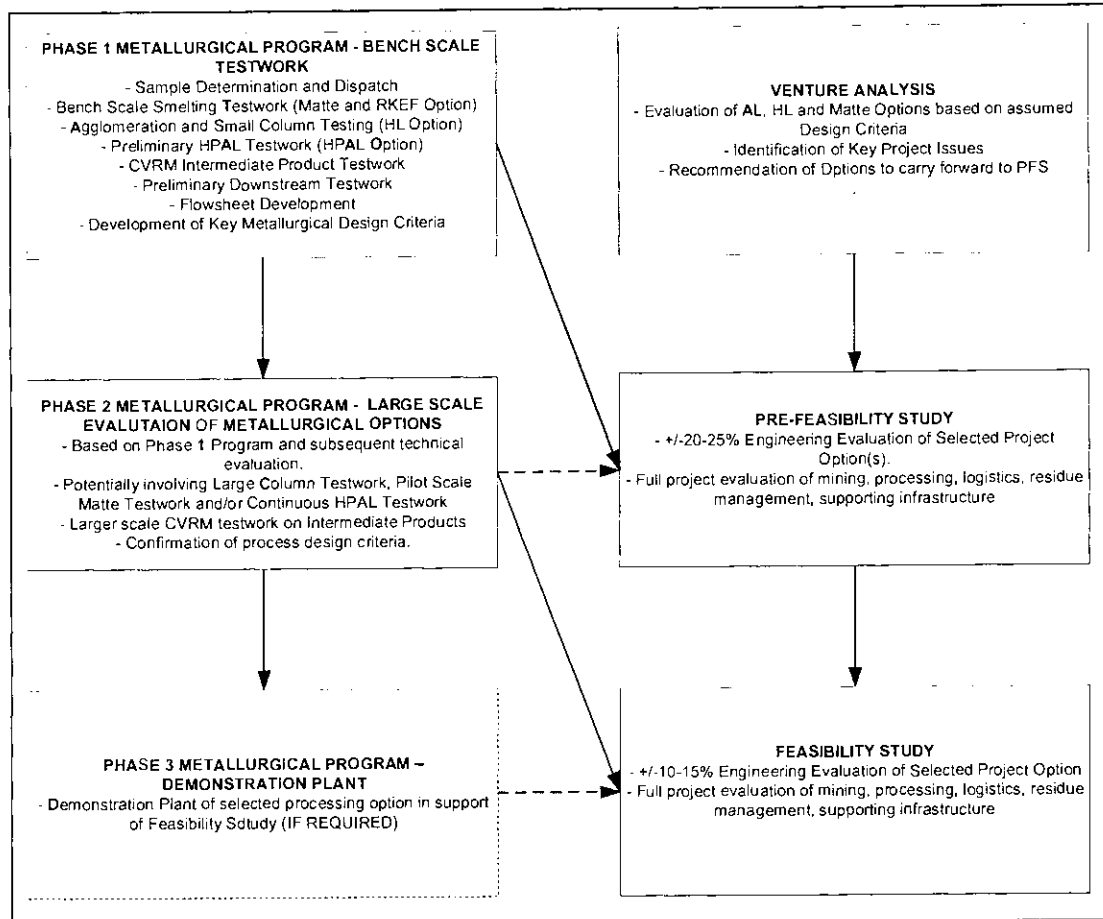 PHASE 1 METALLURGICAL PROGRAM - BENCH SCALE
TESTWORK
- Sample Determination and Dispatch
- Bench Scale Smelting Testwork (Matte and RKEF Option)
- Agglomeration and Small Column Testing (HL Option)
- Preliminary HPAL Testwork (HPAL Option)
- CVRM Intermediate Product Testwork
- Preliminary Downstream Testwork
- Flowsheet Development
- Development of Key Metallurgical Design Criteria
VENTURE ANALYSIS
- Evaluation of AL, HL and Matte Options based on assumed
Design Criteria
- Identification of Key Project Issues
- Recommendation of Options to carry forward to PFS
PHASE 2 METALLURGICAL PROGRAM - LARGE SCALE
EVALUTAION OF METALLURGICAL OPTIONS
- Based on Phase 1 Program and subsequent technical
evaluation.
- Potentially involving Large Column Testwork, Pilot Scale
Matte Testwork and/or Continuous HPAL Testwork
- Larger scale CVRM testwork on Intermediate Products
- Confirmation of process design criteria.
PRE-FEASIBILITY STUDY
- +/-20-25% Engineering Evaluation of Selected Project
Option(s).
- Full project evaluation of mining, processing, logistics, residue
management, supporting infrastructure
PHASE 3 METALLURGICAL PROGRAM –
DEMONSTRATION PLANT
- Demonstration Plant of selected processing option in support
of Feasibility Sdtudy (IF REQUIRED)
FEASIBILITY STUDY
- +/-10-15% Engineering Evaluation of Selected Project Option
- Full project evaluation of mining, processing, logistics, residue
management, supporting infrastructure